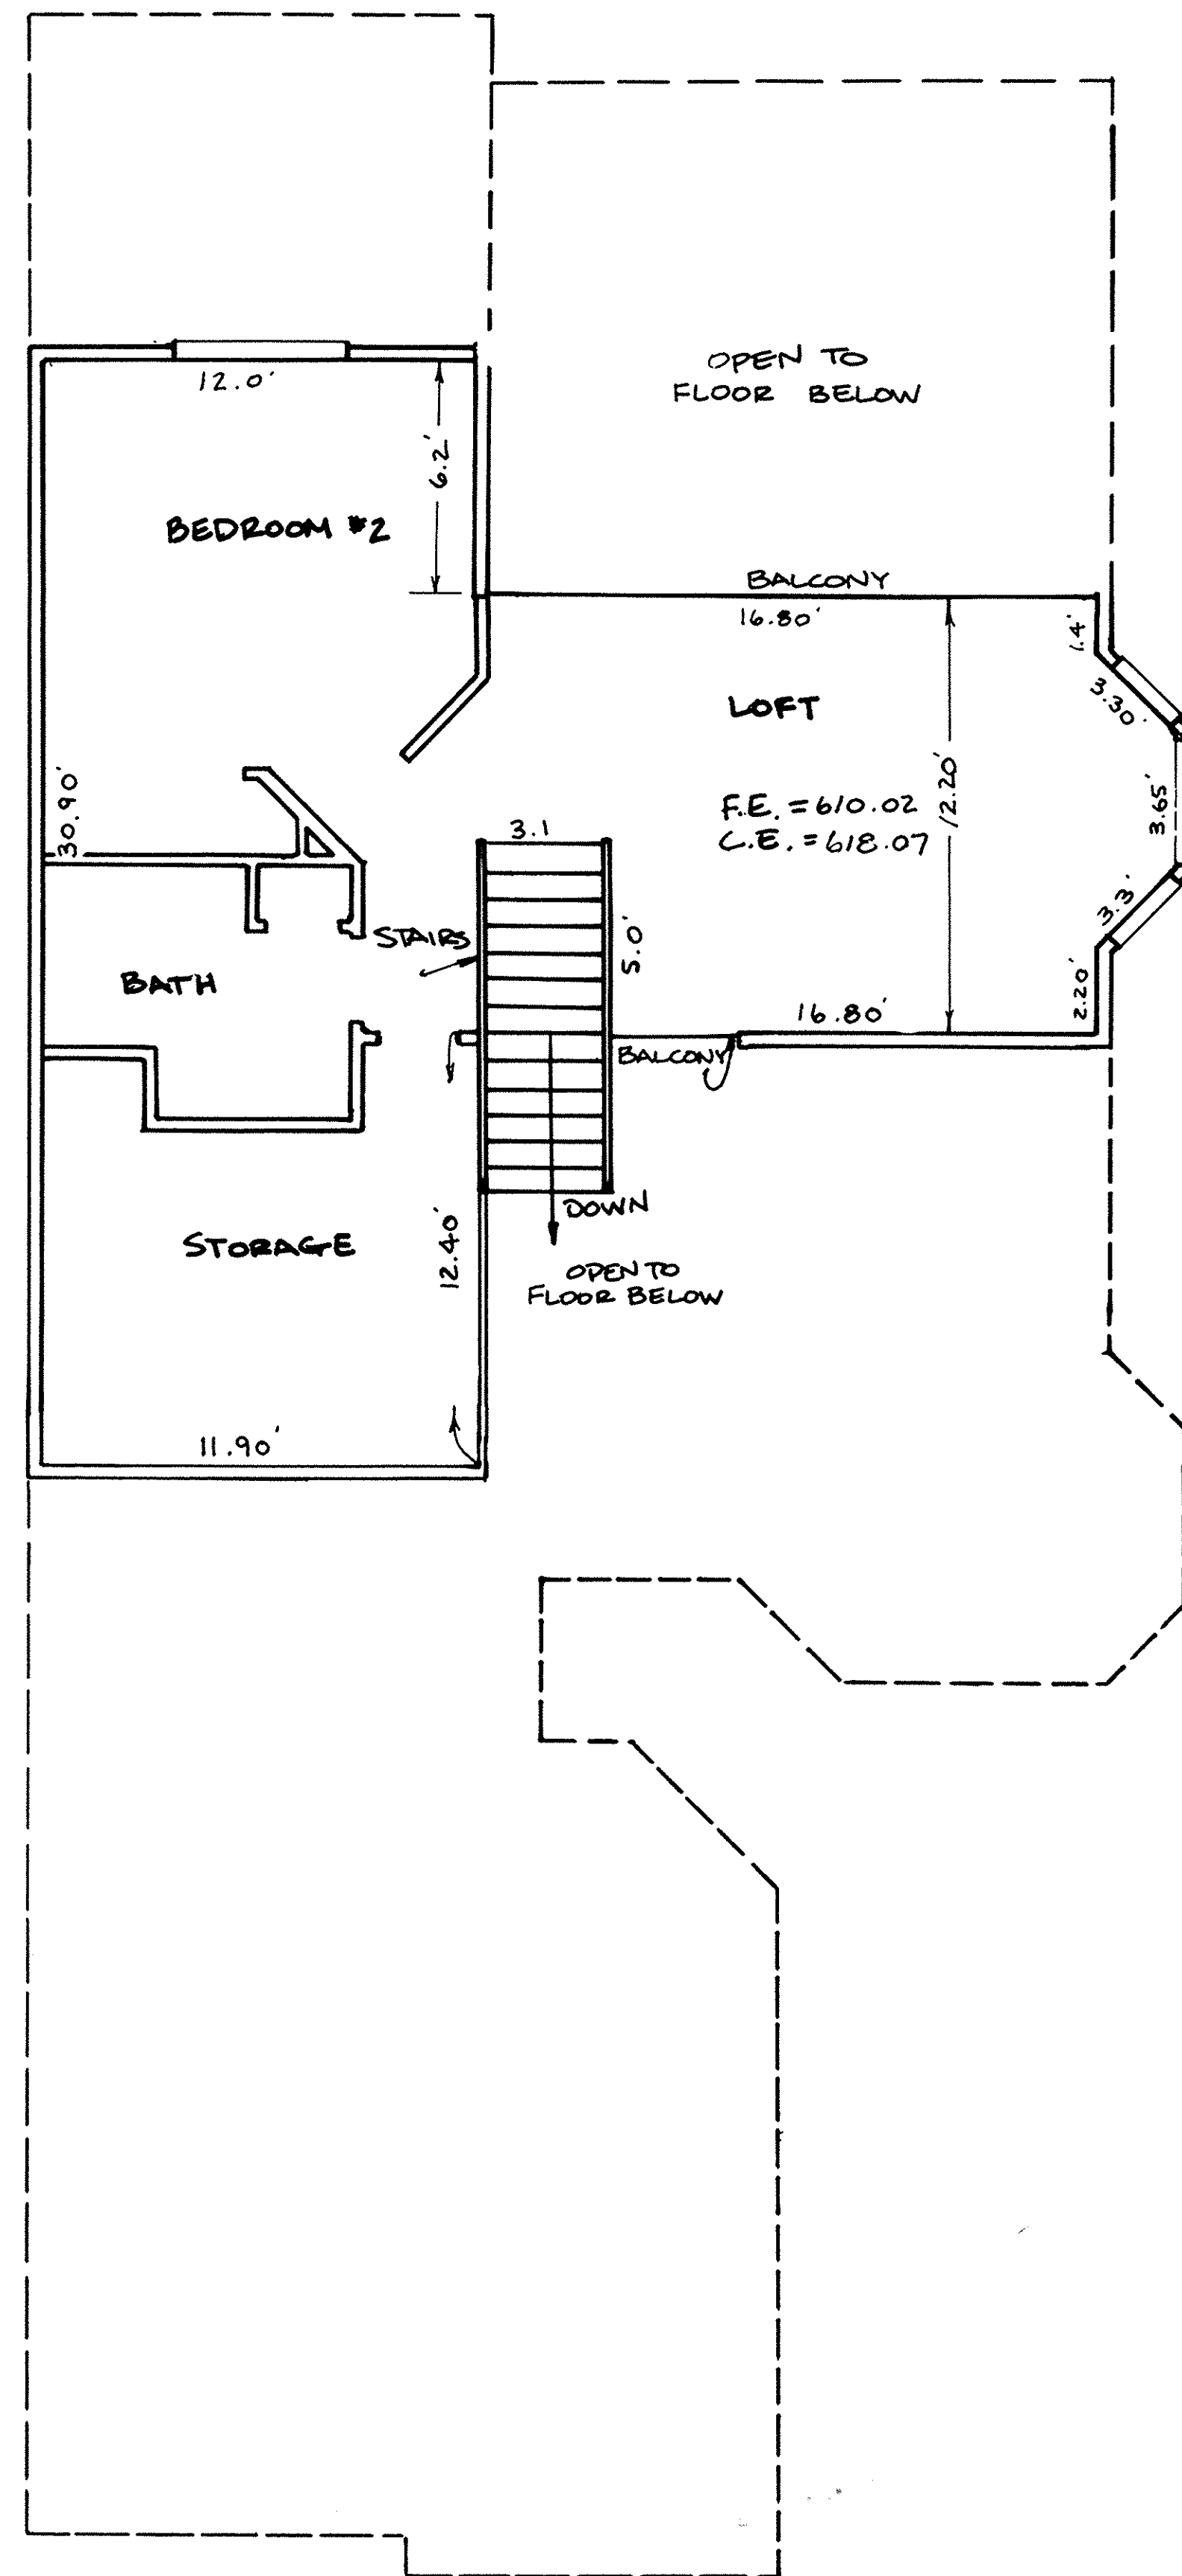 OPEN TO
FLOOR BELOW
12.0'
6.2'
BEDROOM #2
BALCONY
16.80'
1.4'
LOFT
3.30'
F.E. = 610.02
C.E. = 618.07
12.20'
3.65'
30.90'
3.1
3.3'
STAIRS
5.0'
BATH
2.20'
16.80'
BALCONY
DOWN
STORAGE
12.40'
OPEN TO
FLOOR BELOW
11.90'